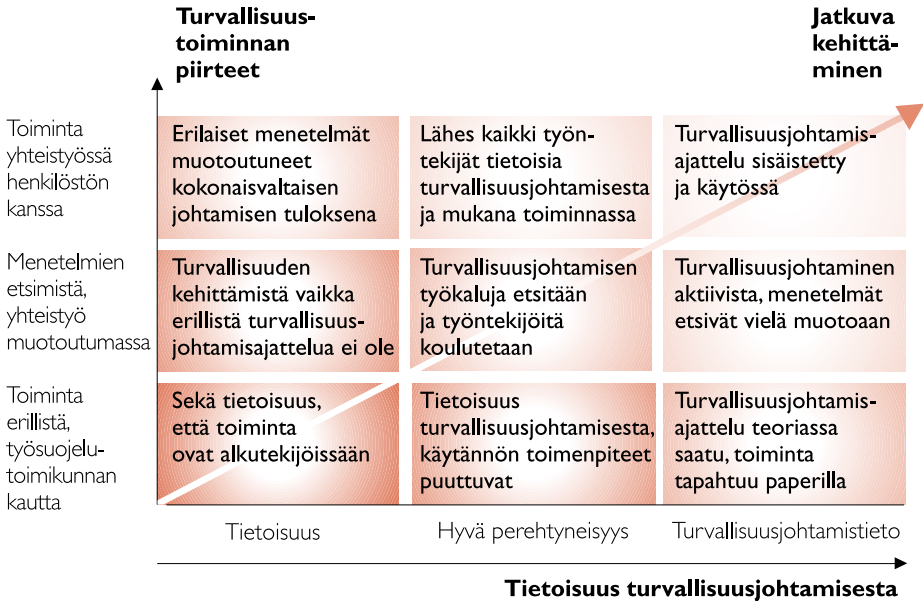 Turvallisuus-
toiminnan
piirteet
Jatkuva
kehittä-
minen
Toiminta
yhteistyössä
henkilöstön
kanssa
Erilaiset menetelmät
muotoutuneet
kokonaisvaltaisen
johtamisen tuloksena
Lähes kaikki työn-
tekijät tietoisia
turvallisuusjohtamisesta
ja mukana toiminnassa
Turvallisuusjohtamis-
ajattelu sisäistetty
ja käytössä
Menetelmien
etsimistä,
yhteistyö
muotoutumassa
Turvallisuuden
kehittämistä vaikka
erillistä turvallisuus-
johtamisajattelua ei ole
Turvallisuusjohtamisen
työkaluja etsitään
ja työntekijöitä
koulutetaan
Turvallisuusjohtaminen
aktiivista, menetelmät
etsivät vielä muotoaan
Toiminta
erillistä,
työsuojelu-
toimikunnan
kautta
Sekä tietoisuus,
että toiminta
ovat alkutekijöissään
Tietoisuus
turvallisuusjohtamisesta,
käytännön toimenpiteet
puuttuvat
Turvallisuusjohtamis-
ajattelu teoriassa
saatu, toiminta
tapahtuu paperilla
Tietoisuus
Hyvä perehtyneisyys
Turvallisuusjohtamistieto
Tietoisuus turvallisuusjohtamisesta